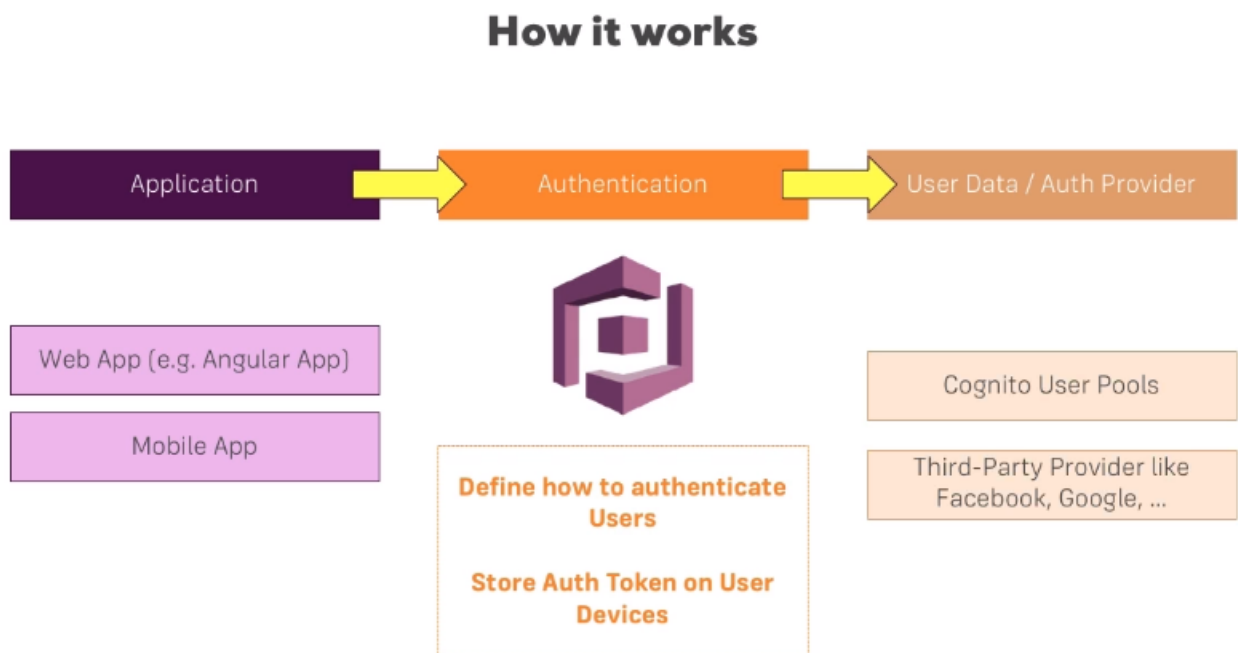 How it works
Application
Authentication
User Data / Auth Provider
Web App (e.g. Angular App)
Mobile App
Define how to authenticate
Users
Store Auth Token on User
Devices
Cognito User Pools
Third-Party Provider like
Facebook, Google, ...